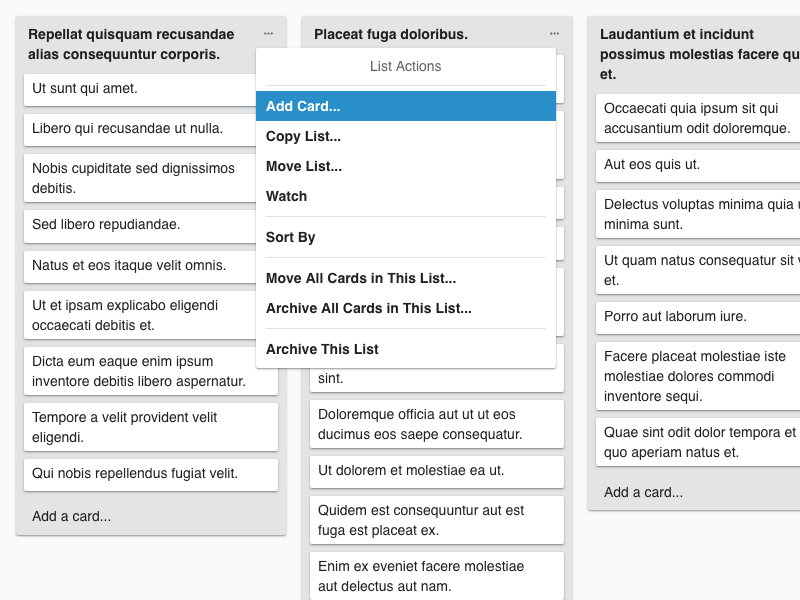 Repellat quisquam recusandae
alias consequuntur corporis.
Ut sunt qui amet.
Libero qui recusandae ut nulla.
Nobis cupiditate sed dignissimos
debitis.
Sed libero repudiandae.
Natus et eos itaque velit omnis.
Ut et ipsam explicabo eligendi
occaecati debitis et.
Dicta eum eaque enim ipsum
inventore debitis libero aspernatur.
Tempore a velit provident velit
eligendi.
Qui nobis repellendus fugiat velit.
Add a card...
Placeat fuga doloribus.
List Actions
Add Card...
Copy List...
Move List...
Watch
Sort By
Move All Cards in This List...
Archive All Cards in This List...
Archive This List
sint.
Doloremque officia aut ut ut eos
ducimus eos saepe consequatur.
Ut dolorem et molestiae ea ut.
Quidem est consequuntur aut est
fuga est placeat ex.
Enim ex eveniet facere molestiae
aut delectus aut nam.
Laudantium et incidunt
possimus molestias facere
et.
Occaecati quia ipsum sit qui
accusantium odit doloremque.
Aut eos quis ut.
Delectus voluptas minima quia
minima sunt.
Ut quam natus consequatur sit
et.
Porro aut laborum iure.
Facere placeat molestiae iste
molestiae dolores commodi
inventore sequi.
Quae sint odit dolor tempora et
quo aperiam natus et.
Add a card...